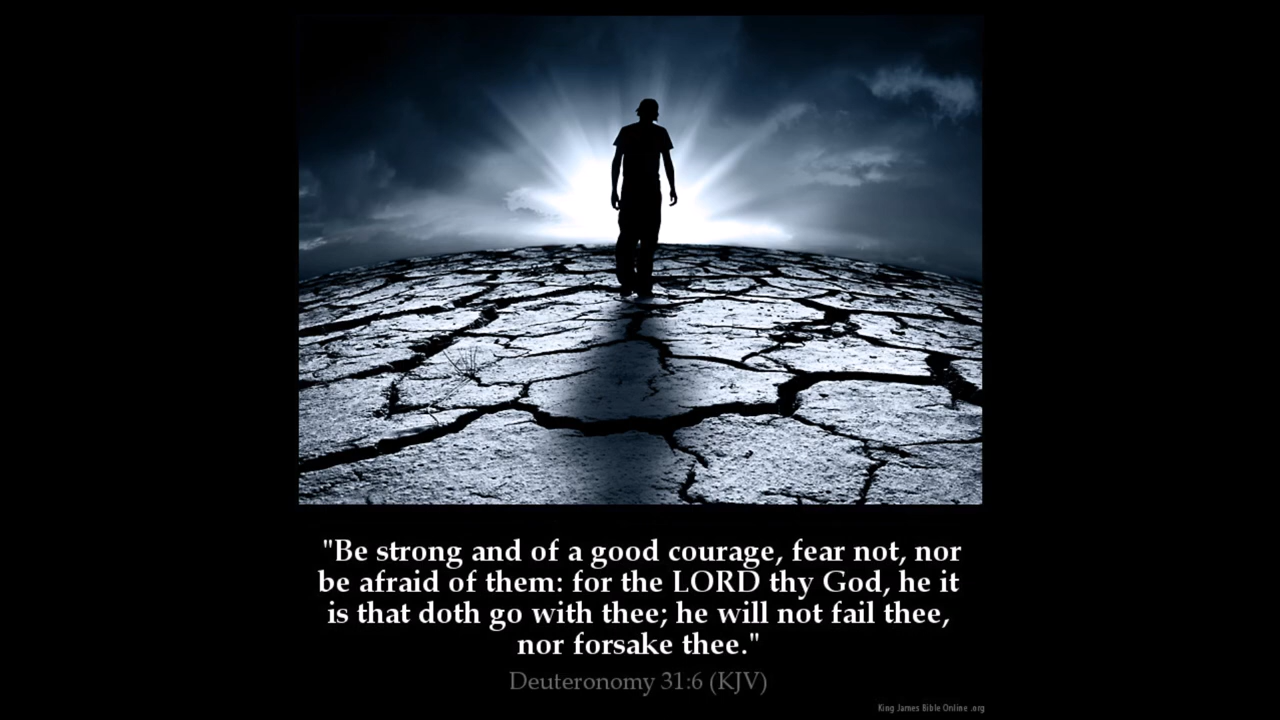 "Be strong and of a good courage, fear not, nor
be afraid of them: for the LORD thy God, he it
is that doth go with thee; he will not fail thee,
nor forsake thee."
Deuteronomy 31:6 (KJV)
King James Bible Online .org